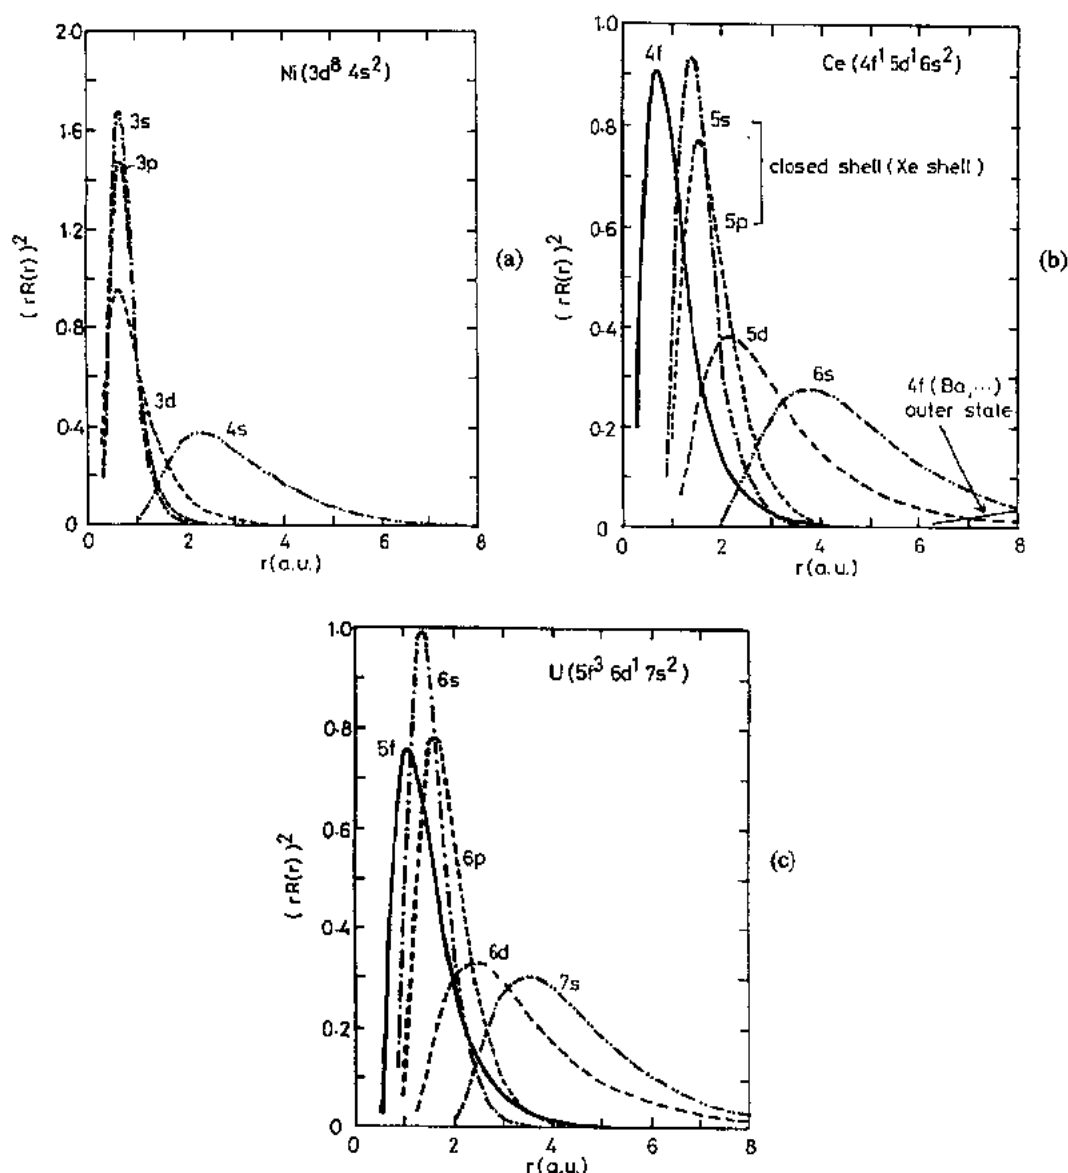 2.0
1.6
1.2
0.8
0.4
0
0 2 4 6 8
r(a.u.)
( rR(r) )²
Ni(3d⁸ 4s²)
3s
3p
3d
4s
(a)
1.0
0.8
0.6
0.4
0.2
0
0 2 4 6 8
r(a.u.)
( rR(r) )²
Ce(4f¹ 5d¹ 6s²)
4f
5s
closed shell (Xe shell)
5p
5d
6s
4f(Ba,···)
outer state
(b)
1.0
0.8
0.6
0.4
0.2
0
0 2 4 6 8
r(a.u.)
( rR(r) )²
U(5f³ 6d¹ 7s²)
6s
5f
6p
6d
7s
(c)